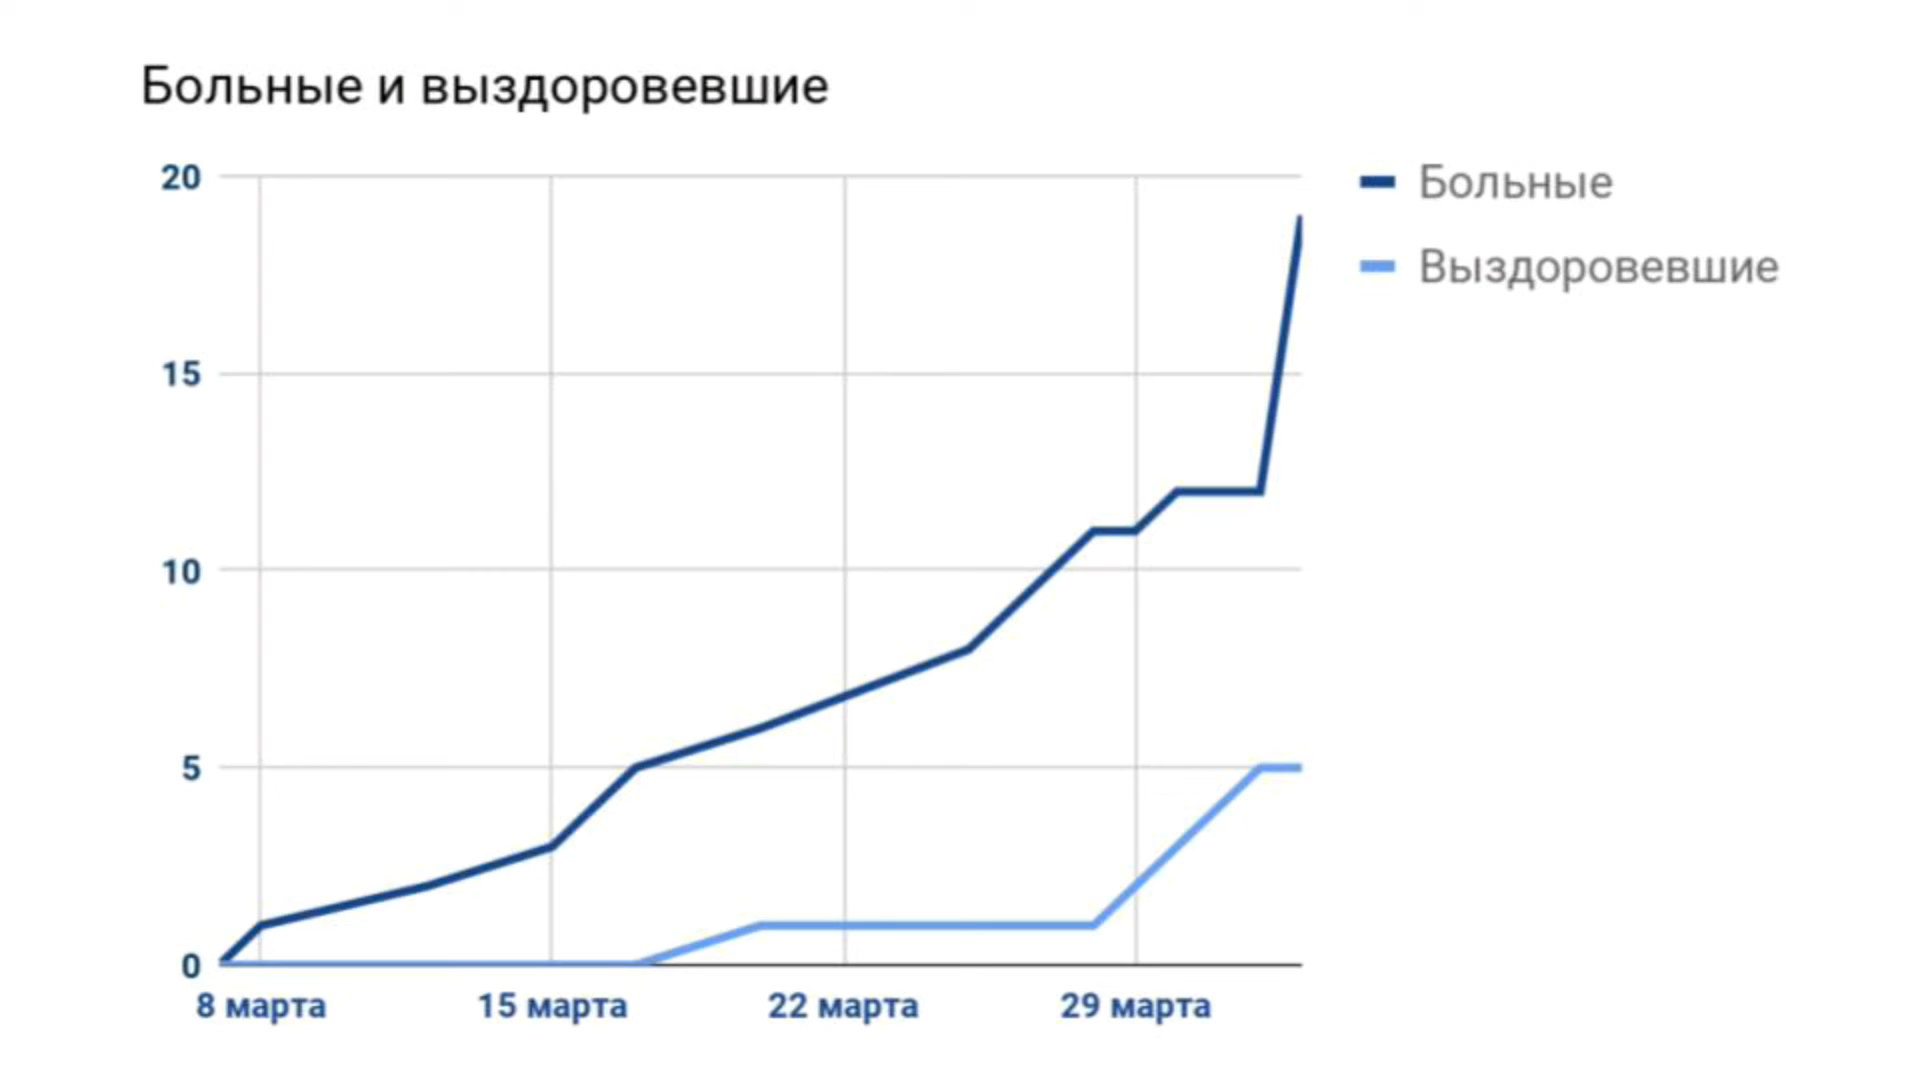 Больные и выздоровевшие
Больные
Выздоровевшие
20
15
10
5
0
8 марта
15 марта
22 марта
29 марта